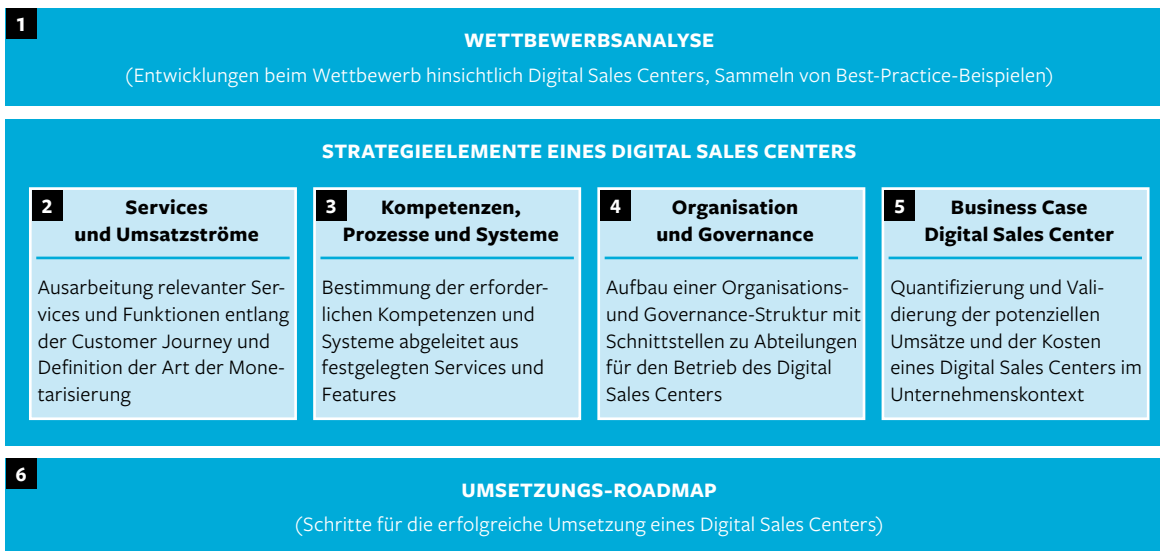 1
WETTBEWERBSANALYSE
(Entwicklungen beim Wettbewerb hinsichtlich Digital Sales Centers, Sammeln von Best-Practice-Beispielen)
STRATEGIEELEMENTE EINES DIGITAL SALES CENTERS
2
Services
und Umsatzströme
Ausarbeitung relevanter Ser-
vices und Funktionen entlang
der Customer Journey und
Definition der Art der Mone-
tarisierung
3
Kompetenzen,
Prozesse und Systeme
Bestimmung der erforder-
lichen Kompetenzen und
Systeme abgeleitet aus
festgelegten Services und
Features
4
Organisation
und Governance
Aufbau einer Organisations-
und Governance-Struktur mit
Schnittstellen zu Abteilungen
für den Betrieb des Digital
Sales Centers
5
Business Case
Digital Sales Center
Quantifizierung und Vali-
dierung der potenziellen
Umsätze und der Kosten
eines Digital Sales Centers im
Unternehmenskontext
6
UMSETZUNGS-ROADMAP
(Schritte für die erfolgreiche Umsetzung eines Digital Sales Centers)